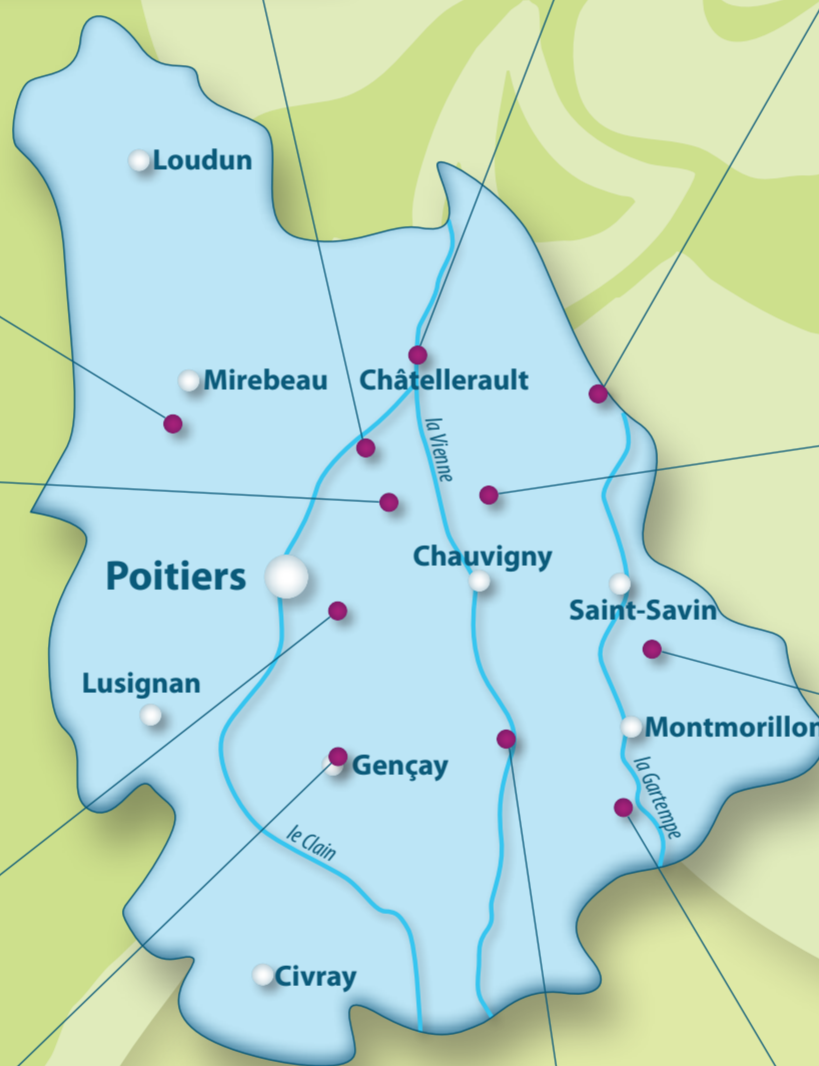 Loudun
Mirebeau
Châtellerault
la Vienne
Chauvigny
Poitiers
Saint-Savin
Lusignan
Montmorillon
Gençay
la Gartempe
le Clain
Civray